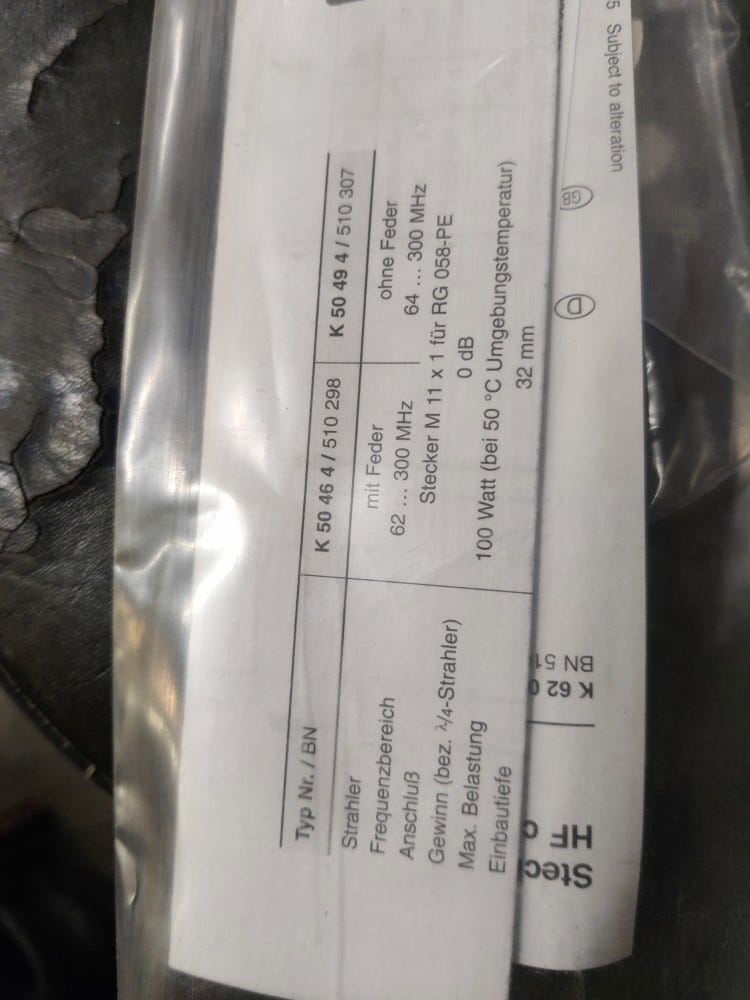 Typ Nr. / BN K 50 46 4 / 510 298 K 50 49 4 / 510 307
Strahler mit Feder ohne Feder
Frequenzbereich 62 ... 300 MHz 64 ... 300 MHz
Anschluß Stecker M 11 x 1 für RG 058-PE
Gewinn (bez. λ/4-Strahler) 0 dB
Max. Belastung 100 Watt (bei 50 °C Umgebungstemperatur)
Einbautiefe 32 mm
5 Subject to alteration
D
GB
K 62 0
BN 51
Stec
HF